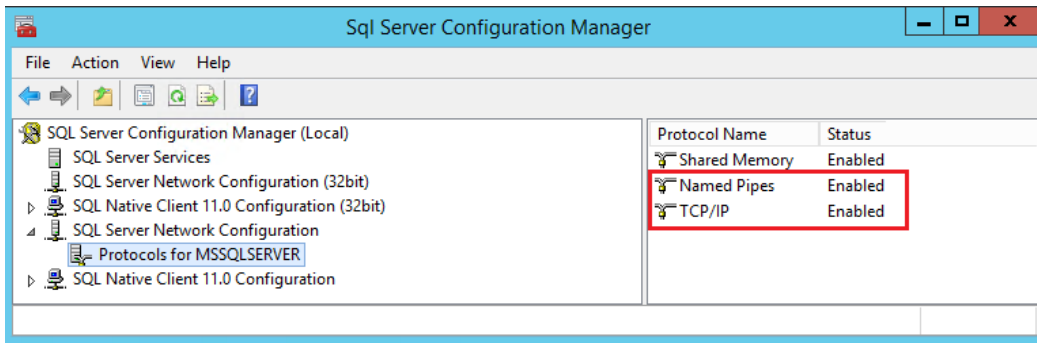 Sql Server Configuration Manager
File Action View Help
SQL Server Configuration Manager (Local)
SQL Server Services
SQL Server Network Configuration (32bit)
SQL Native Client 11.0 Configuration (32bit)
SQL Server Network Configuration
Protocols for MSSQLSERVER
SQL Native Client 11.0 Configuration
Protocol Name Status
Shared Memory Enabled
Named Pipes Enabled
TCP/IP Enabled